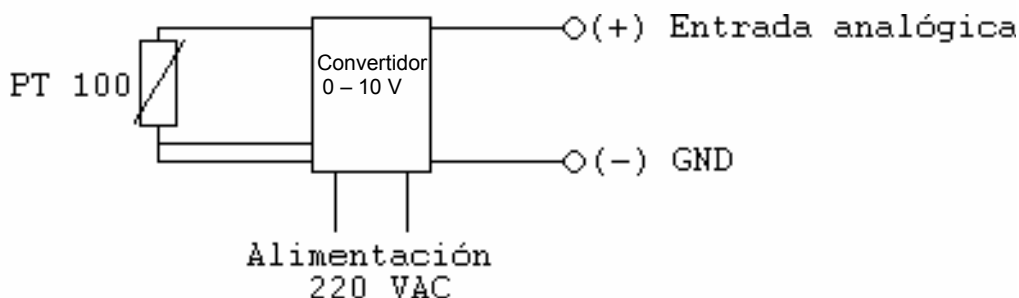 (+) Entrada analógica
Convertidor
0 – 10 V
PT 100
(-) GND
Alimentación
220 VAC